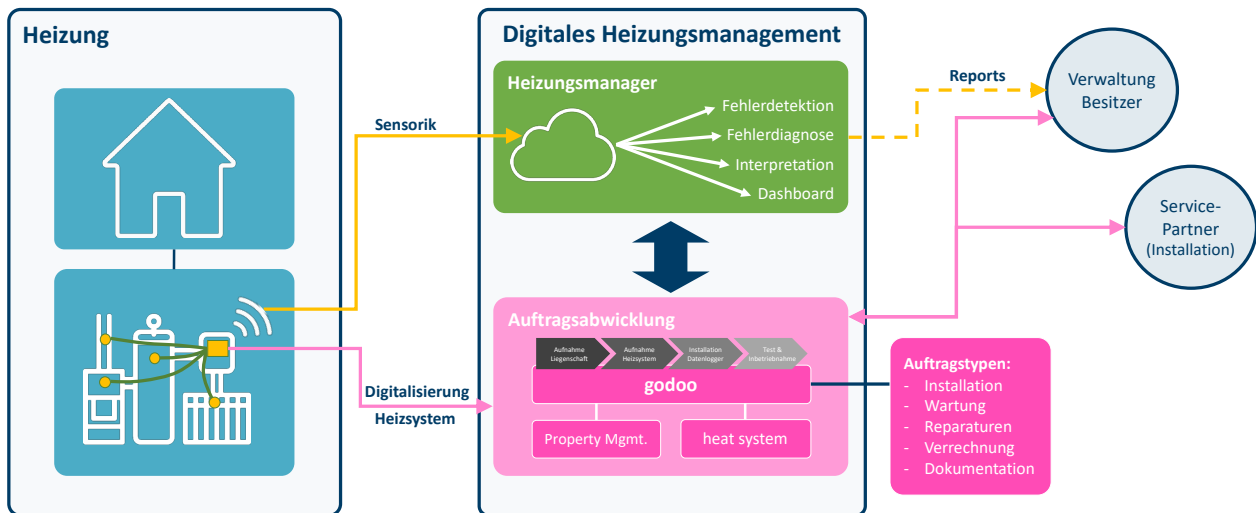 Heizung
Sensorik
Digitalisierung
Heizsystem
Digitales Heizungsmanagement
Heizungsmanager
Fehlerdetektion
Fehlerdiagnose
Interpretation
Dashboard
Auftragsabwicklung
Aufnahme
Liegenschaft
Aufnahme
Heizsystem
Installation
Datenlogger
Test &
Inbetriebnahme
godoo
Property Mgmt.
heat system
Reports
Verwaltung
Besitzer
Service-
Partner
(Installation)
Auftragstypen:
- Installation
- Wartung
- Reparaturen
- Verrechnung
- Dokumentation